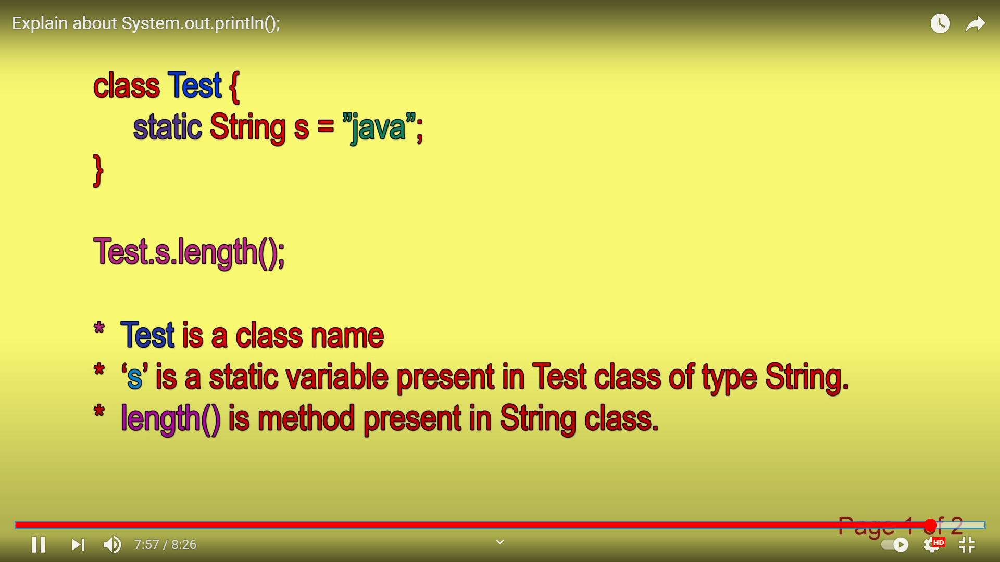 Explain about System.out.println();
class Test {
static String s = ”java”;
}
Test.s.length();
* Test is a class name
* ‘s’ is a static variable present in Test class of type String.
* length() is method present in String class.
Page 1 of 2
7:57 / 8:26
HD